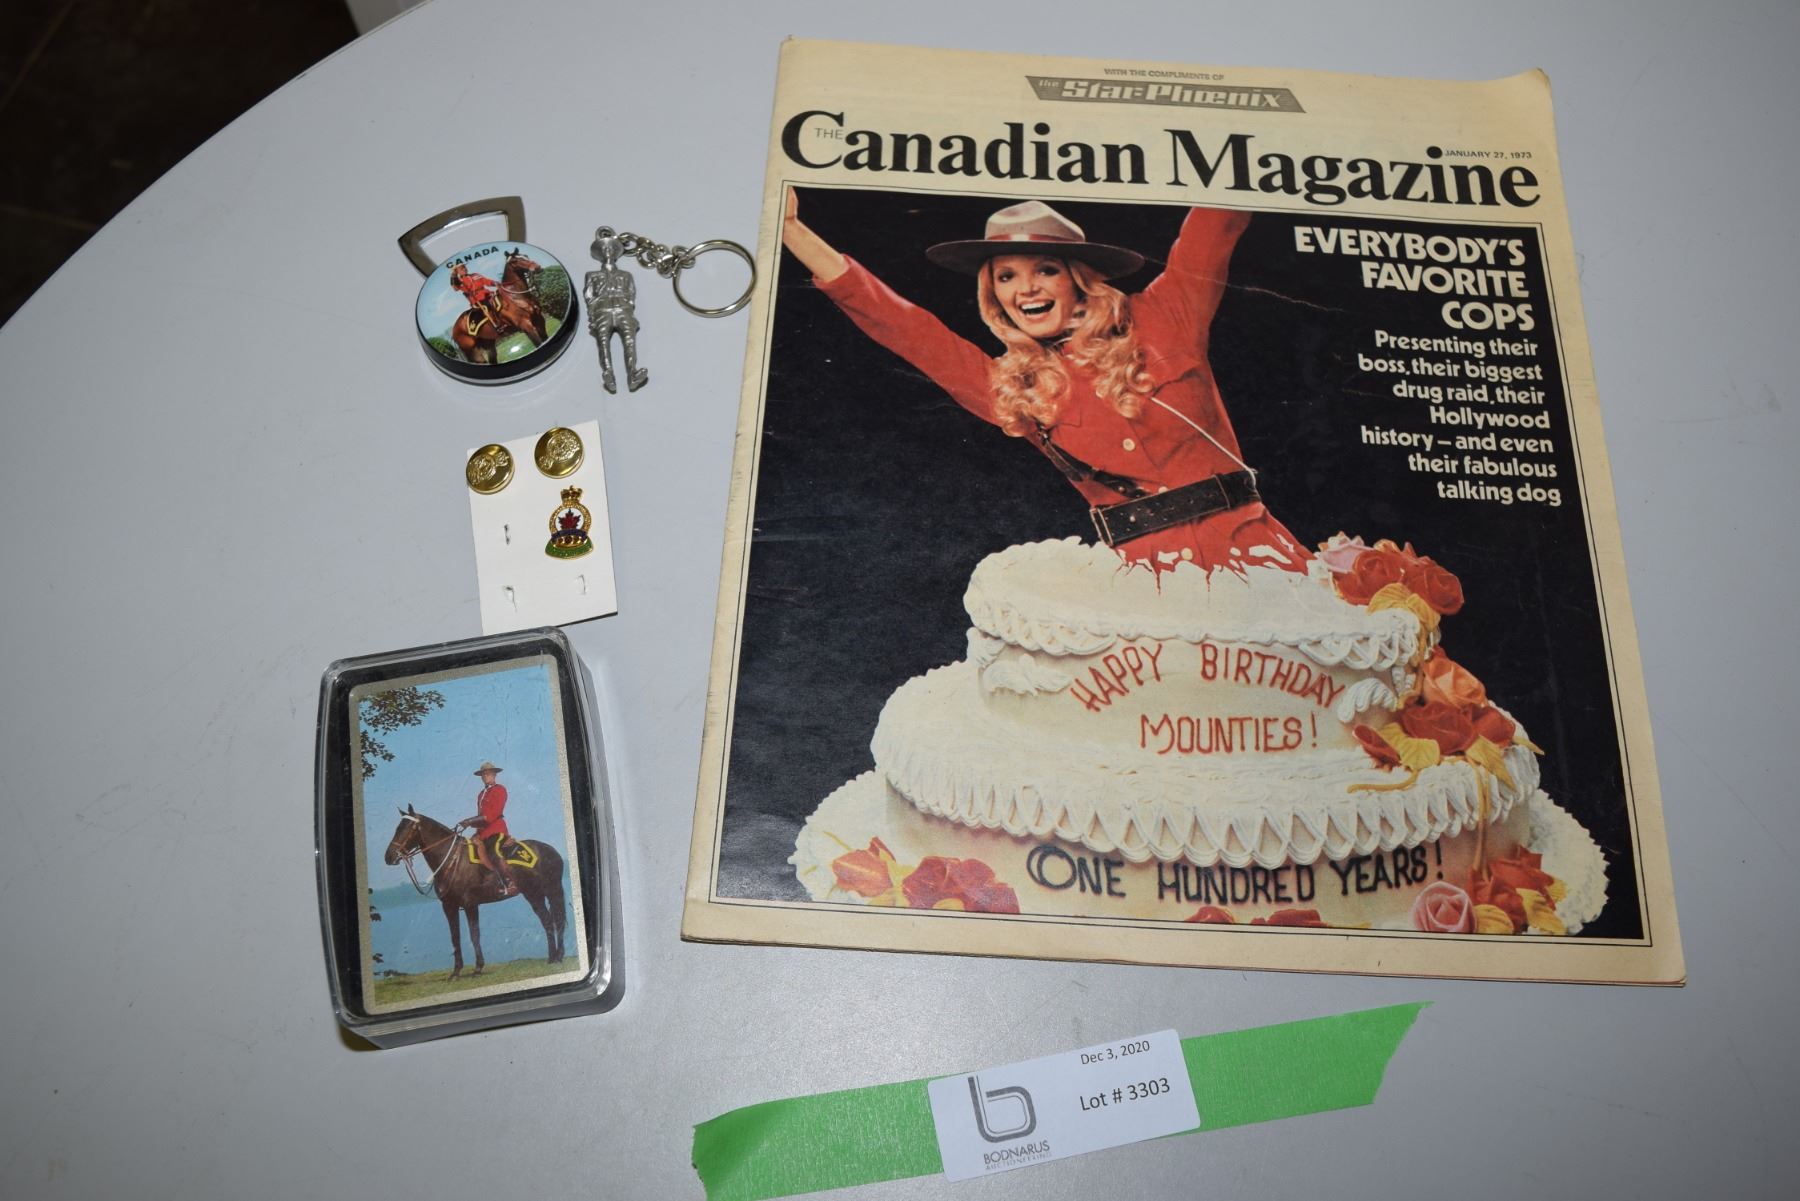 WITH THE COMPLIMENTS OF
the Star-Phœnix
THE Canadian Magazine
JANUARY 27, 1973
EVERYBODY'S
FAVORITE
COPS
Presenting their
boss, their biggest
drug raid, their
Hollywood
history – and even
their fabulous
talking dog
HAPPY BIRTHDAY
MOUNTIES!
ONE HUNDRED YEARS!
CANADA
Dec 3, 2020
Lot # 3303
b
BODNARUS
AUCTIONEERING